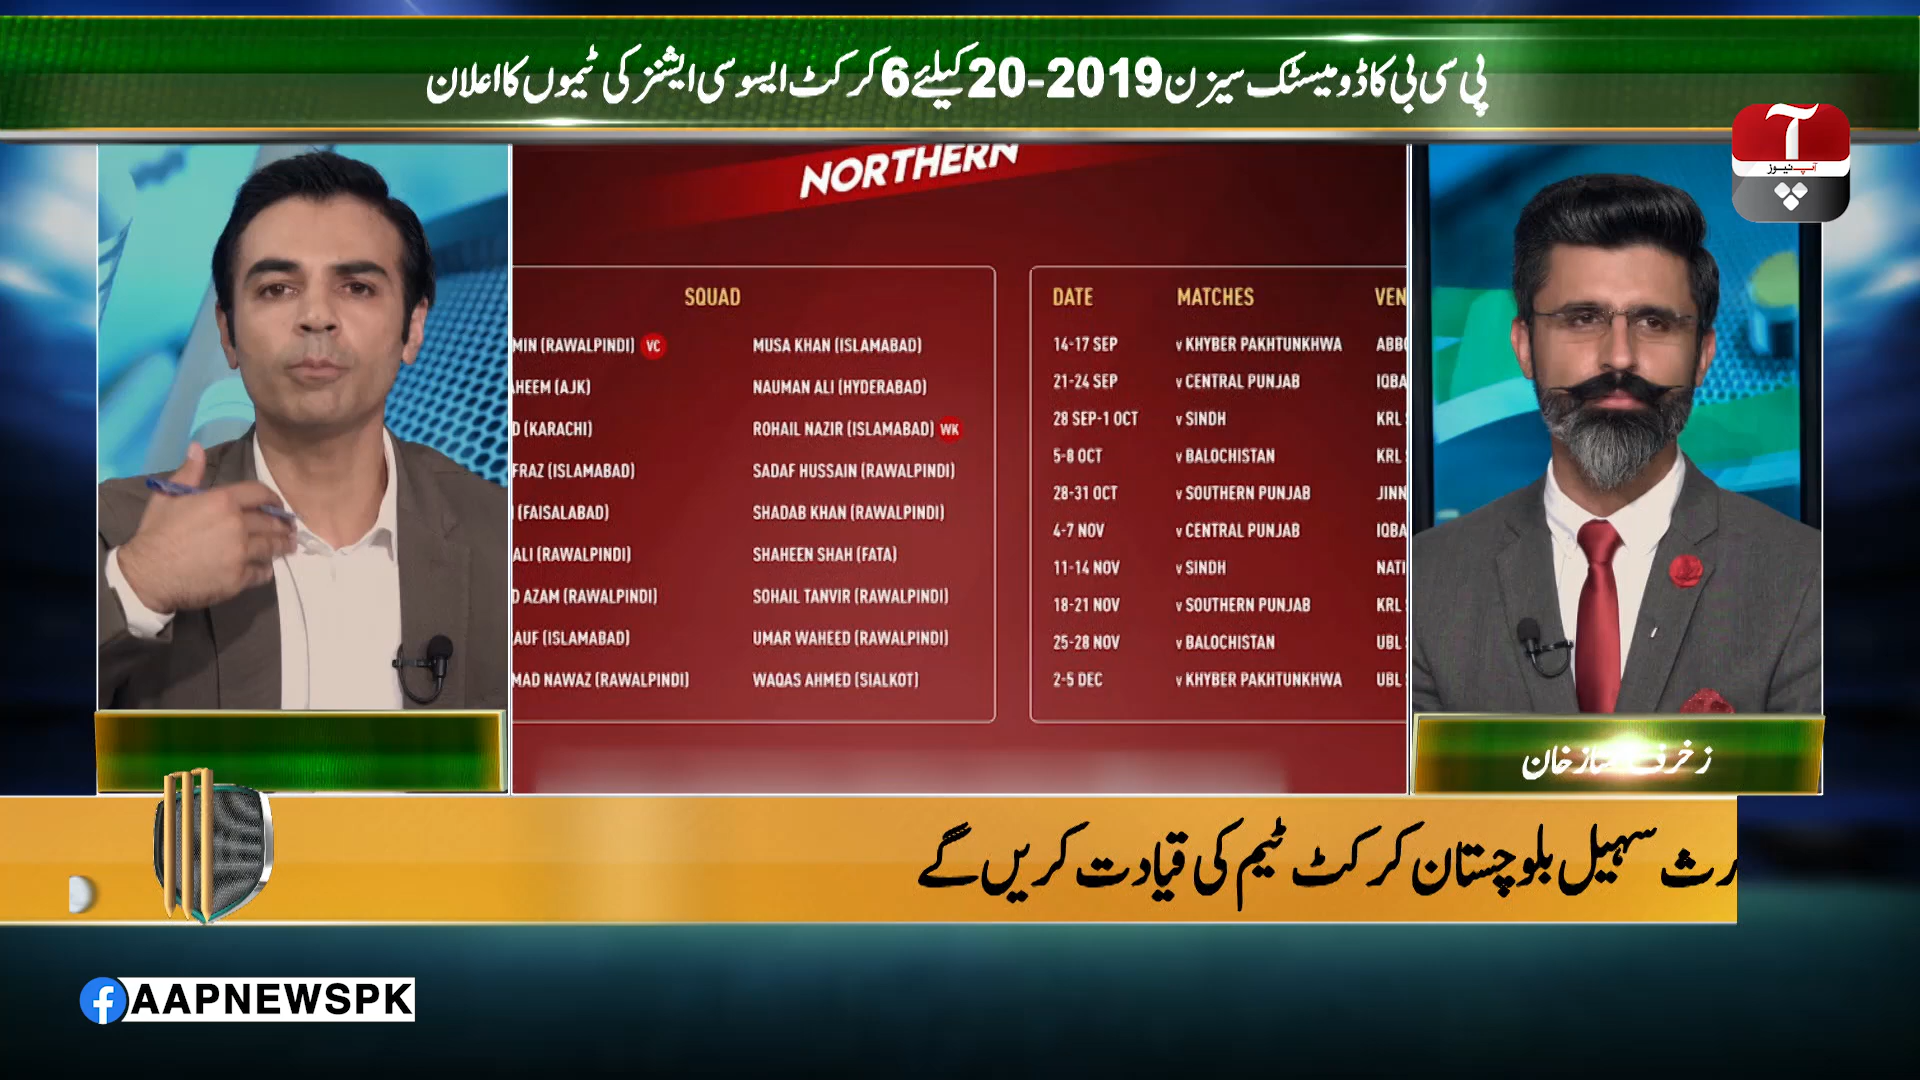 پی سی بی کا ڈومیسٹک سیزن 2019-20 کیلئے 6 کرکٹ ایسوسی ایشنز کی ٹیموں کا اعلان
آپ نیوز
NORTHERN
SQUAD
MIN (RAWALPINDI) VC MUSA KHAN (ISLAMABAD)
AHEEM (AJK) NAUMAN ALI (HYDERABAD)
D (KARACHI) ROHAIL NAZIR (ISLAMABAD) WK
FRAZ (ISLAMABAD) SADAF HUSSAIN (RAWALPINDI)
(FAISALABAD) SHADAB KHAN (RAWALPINDI)
ALI (RAWALPINDI) SHAHEEN SHAH (FATA)
D AZAM (RAWALPINDI) SOHAIL TANVIR (RAWALPINDI)
AUF (ISLAMABAD) UMAR WAHEED (RAWALPINDI)
MAD NAWAZ (RAWALPINDI) WAQAS AHMED (SIALKOT)
DATE MATCHES VEN
14-17 SEP v KHYBER PAKHTUNKHWA ABBO
21-24 SEP v CENTRAL PUNJAB IQBA
28 SEP-1 OCT v SINDH KRL
5-8 OCT v BALOCHISTAN KRL
28-31 OCT v SOUTHERN PUNJAB JINN
4-7 NOV v CENTRAL PUNJAB IQBA
11-14 NOV v SINDH NATI
18-21 NOV v SOUTHERN PUNJAB KRL
25-28 NOV v BALOCHISTAN UBL
2-5 DEC v KHYBER PAKHTUNKHWA UBL
خان
رث سہیل بلوچستان کرکٹ ٹیم کی قیادت کریں گے
AAPNEWSPK